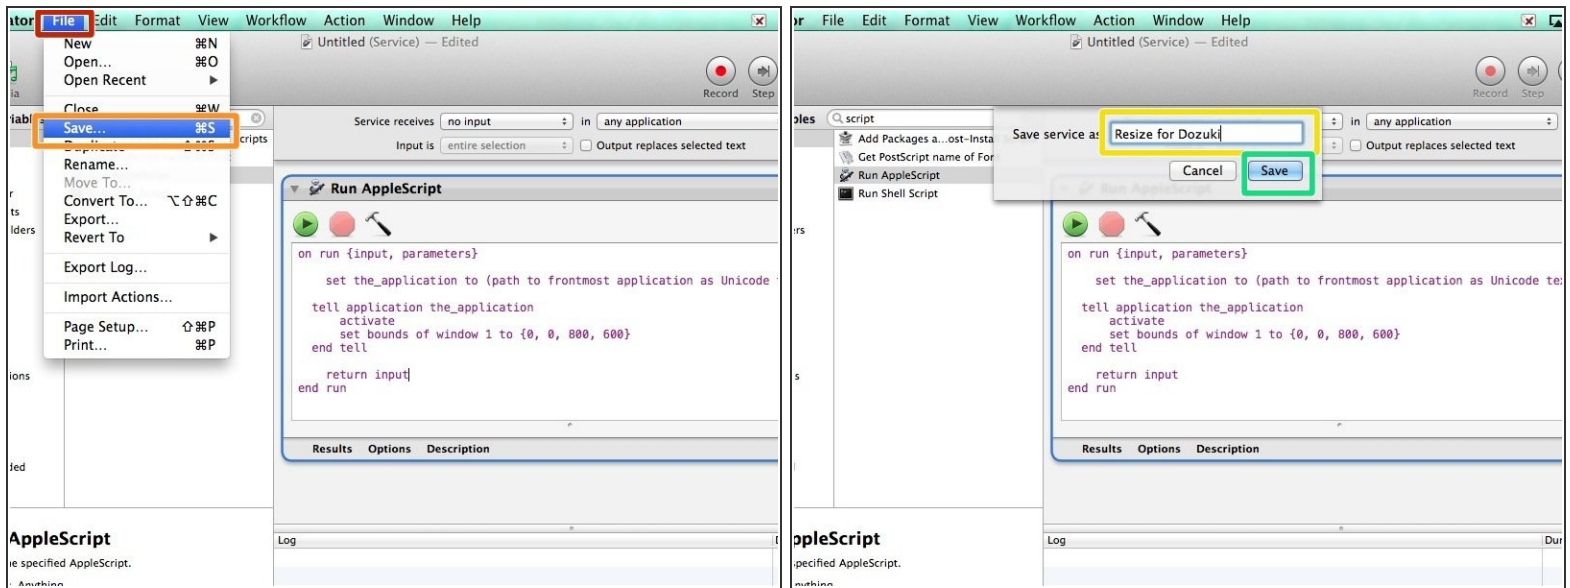 File Edit Format View Workflow Action Window Help
New ⌘N
Open... ⌘O
Open Recent ▶
Close ⌘W
Save... ⌘S
Duplicate ⇧⌘S
Rename...
Move To...
Convert To... ⌥⇧⌘C
Export...
Revert To ▶
Export Log...
Import Actions...
Page Setup... ⇧⌘P
Print... ⌘P
Untitled (Service) — Edited
Record Step
Service receives no input in any application
Input is entire selection Output replaces selected text
Run AppleScript
on run {input, parameters}
set the_application to (path to frontmost application as Unicode
tell application the_application
activate
set bounds of window 1 to {0, 0, 800, 600}
end tell
return input
end run
Results Options Description
Log
AppleScript
specified AppleScript.
Anything
File Edit Format View Workflow Action Window Help
Untitled (Service) — Edited
Record Step
script
Add Packages a...ost-Insta
Get PostScript name of Fon
Run AppleScript
Run Shell Script
Save service as Resize for Dozuki
Cancel Save
in any application
Output replaces selected text
Run AppleScript
on run {input, parameters}
set the_application to (path to frontmost application as Unicode te
tell application the_application
activate
set bounds of window 1 to {0, 0, 800, 600}
end tell
return input
end run
Results Options Description
Log Dur
ppleScript
specified AppleScript.